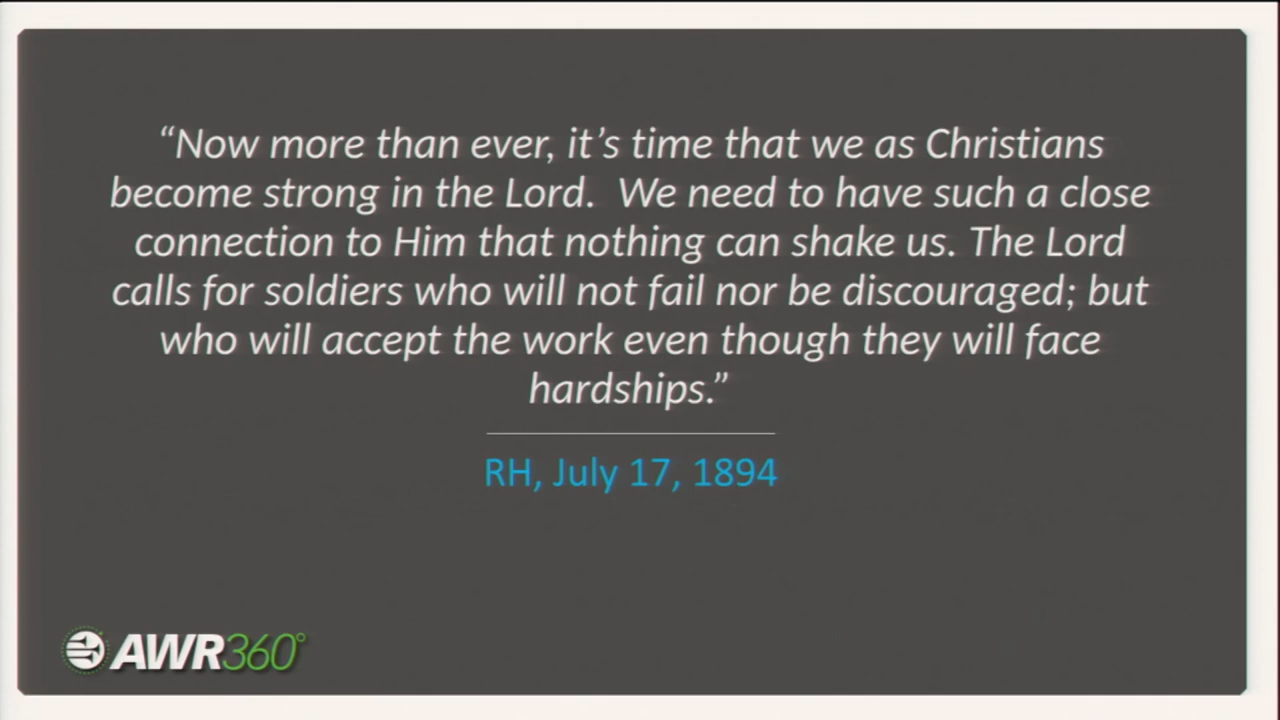 “Now more than ever, it’s time that we as Christians
become strong in the Lord.  We need to have such a close
connection to Him that nothing can shake us. The Lord
calls for soldiers who will not fail nor be discouraged; but
who will accept the work even though they will face
hardships.”
RH, July 17, 1894
AWR360°